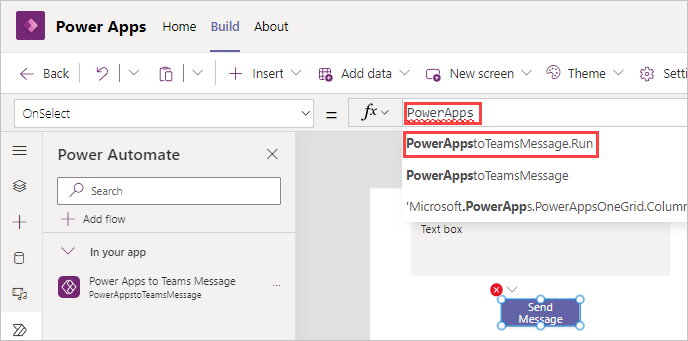 Power Apps
Home
Build
Back
Insert
Add data
New screen
Theme
Setti
OnSelect
=
fx
PowerApps
PowerAppstoTeamsMessage.Run
PowerAppstoTeamsMessage
'Microsoft.PowerApps.PowerAppsOneGrid.Column
Power Automate
Search
Add flow
In your app
Power Apps to Teams Message
...
PowerAppstoTeamsMessage
Text box
Send
Message